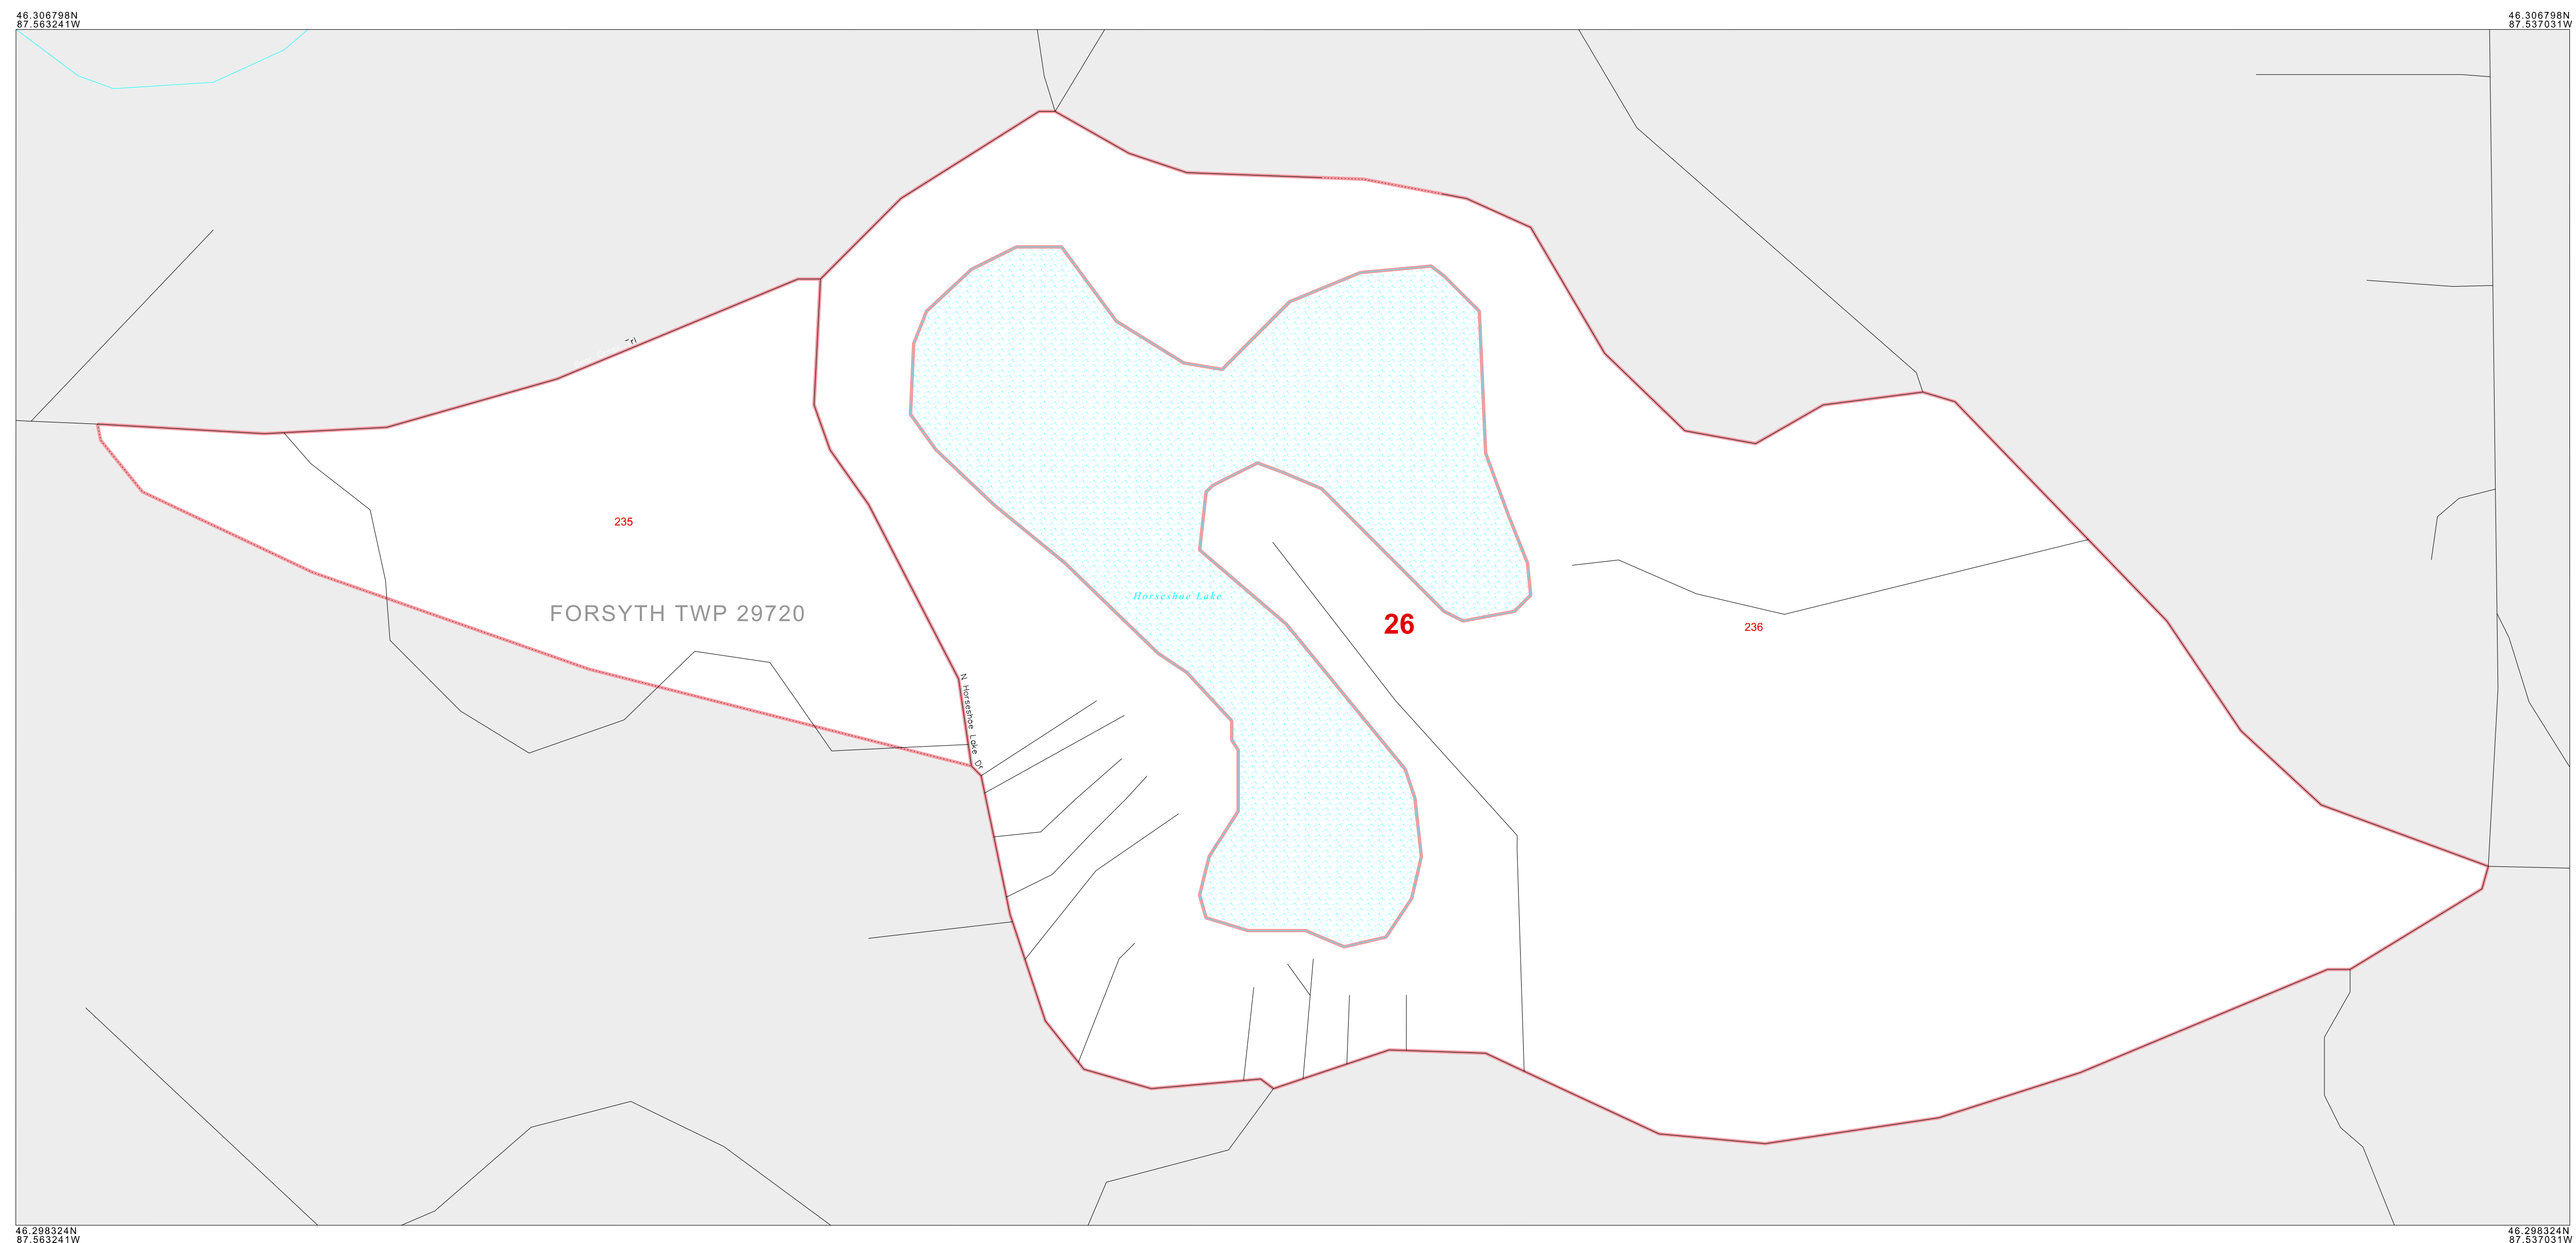 46.306798N
87.563241W
46.306798N
87.537031W
Trl
235
FORSYTH TWP 29720
Horseshoe Lake
26
236
N Horseshoe Lake Dr
46.298324N
87.563241W
46.298324N
87.537031W